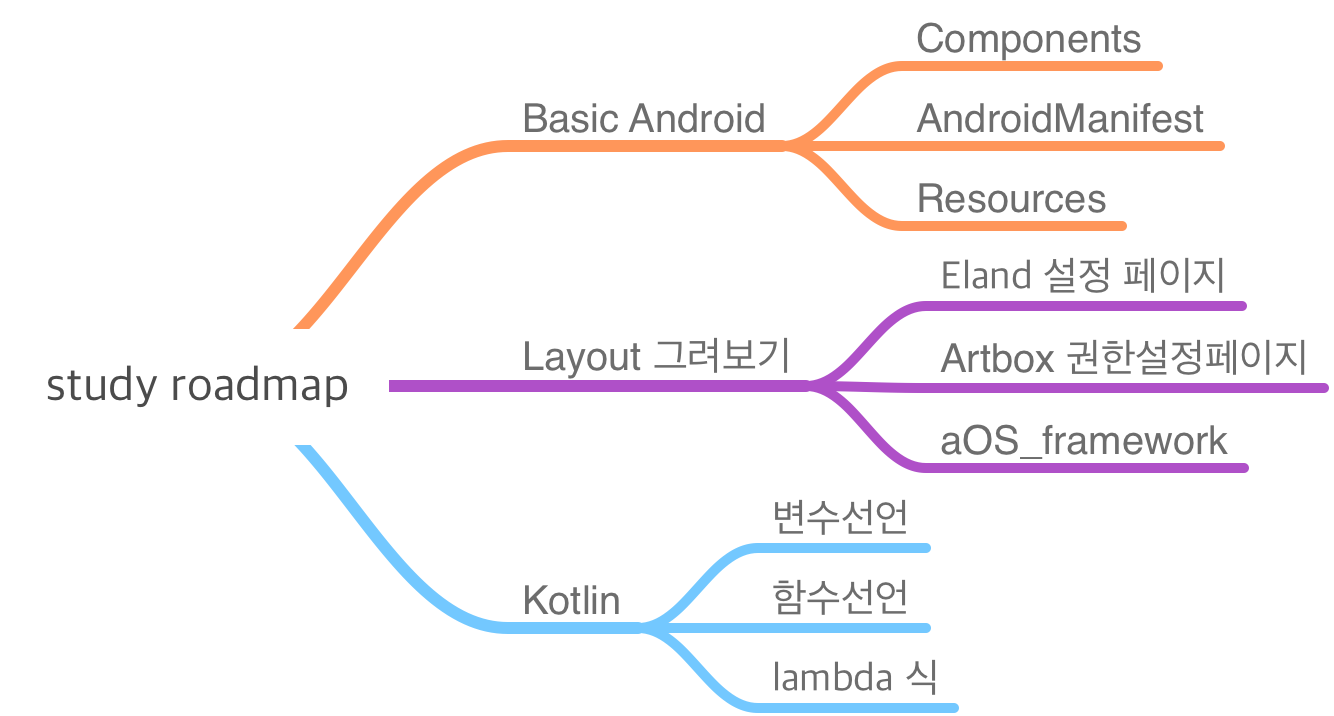 study roadmap
Basic Android
Components
AndroidManifest
Resources
Layout 그려보기
Eland 설정 페이지
Artbox 권한설정페이지
aOS_framework
Kotlin
변수선언
함수선언
lambda 식